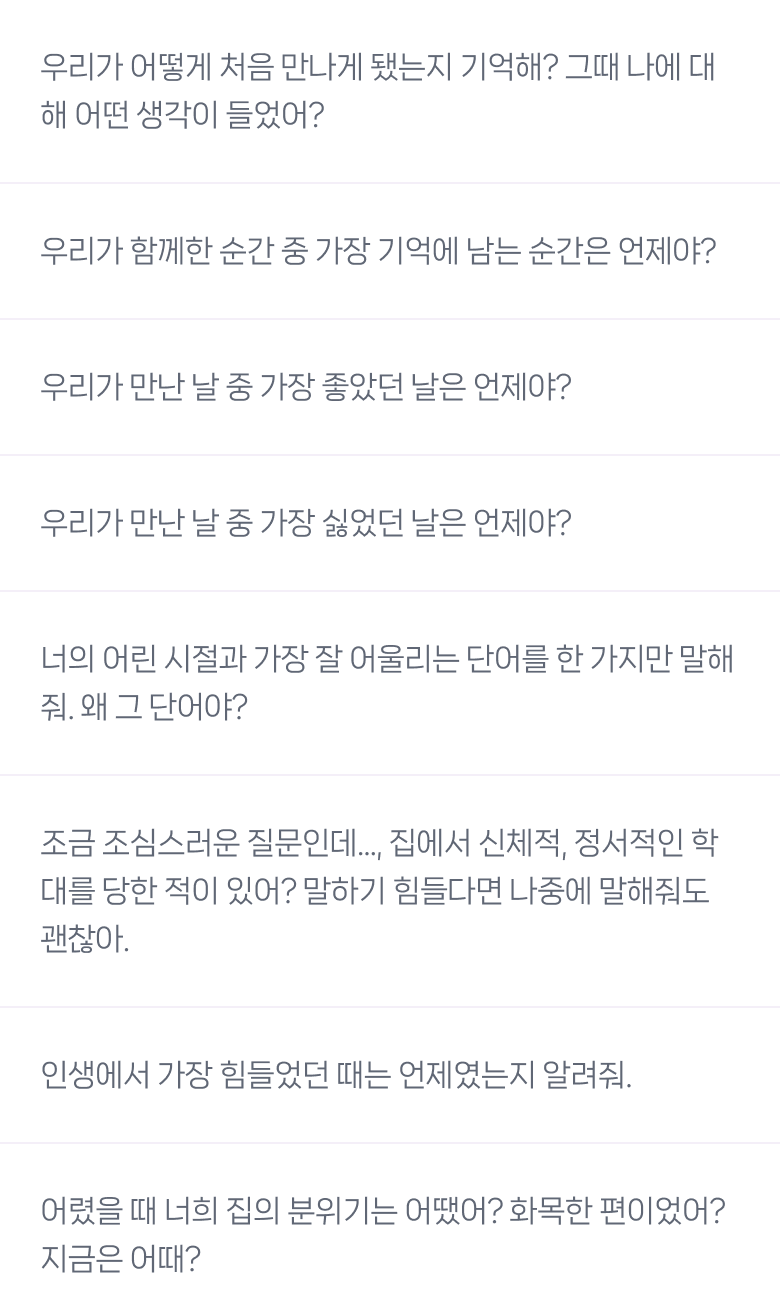 우리가 어떻게 처음 만나게 됐는지 기억해? 그때 나에 대
해 어떤 생각이 들었어?
우리가 함께한 순간 중 가장 기억에 남는 순간은 언제야?
우리가 만난 날 중 가장 좋았던 날은 언제야?
우리가 만난 날 중 가장 싫었던 날은 언제야?
너의 어린 시절과 가장 잘 어울리는 단어를 한 가지만 말해
줘. 왜 그 단어야?
조금 조심스러운 질문인데..., 집에서 신체적, 정서적인 학
대를 당한 적이 있어? 말하기 힘들다면 나중에 말해줘도
괜찮아.
인생에서 가장 힘들었던 때는 언제였는지 알려줘.
어렸을 때 너희 집의 분위기는 어땠어? 화목한 편이었어?
지금은 어때?